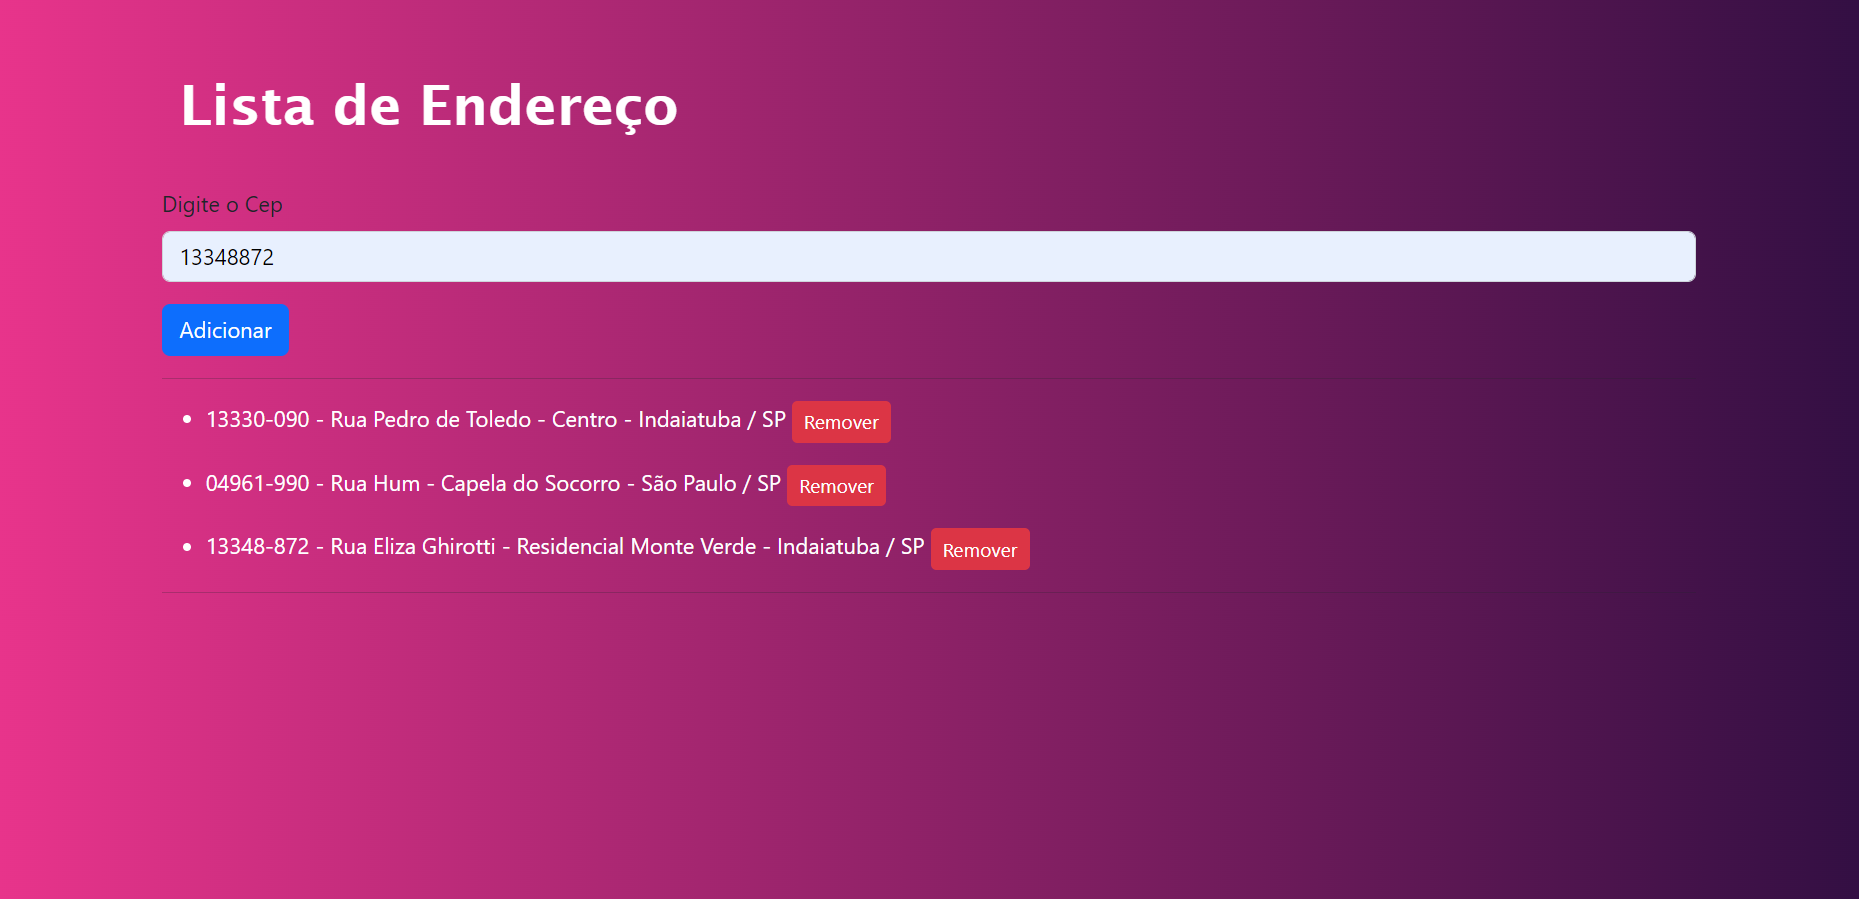 Lista de Endereço
Digite o Cep
13348872
Adicionar
13330-090 - Rua Pedro de Toledo - Centro - Indaiatuba / SP Remover
04961-990 - Rua Hum - Capela do Socorro - São Paulo / SP Remover
13348-872 - Rua Eliza Ghirotti - Residencial Monte Verde - Indaiatuba / SP Remover